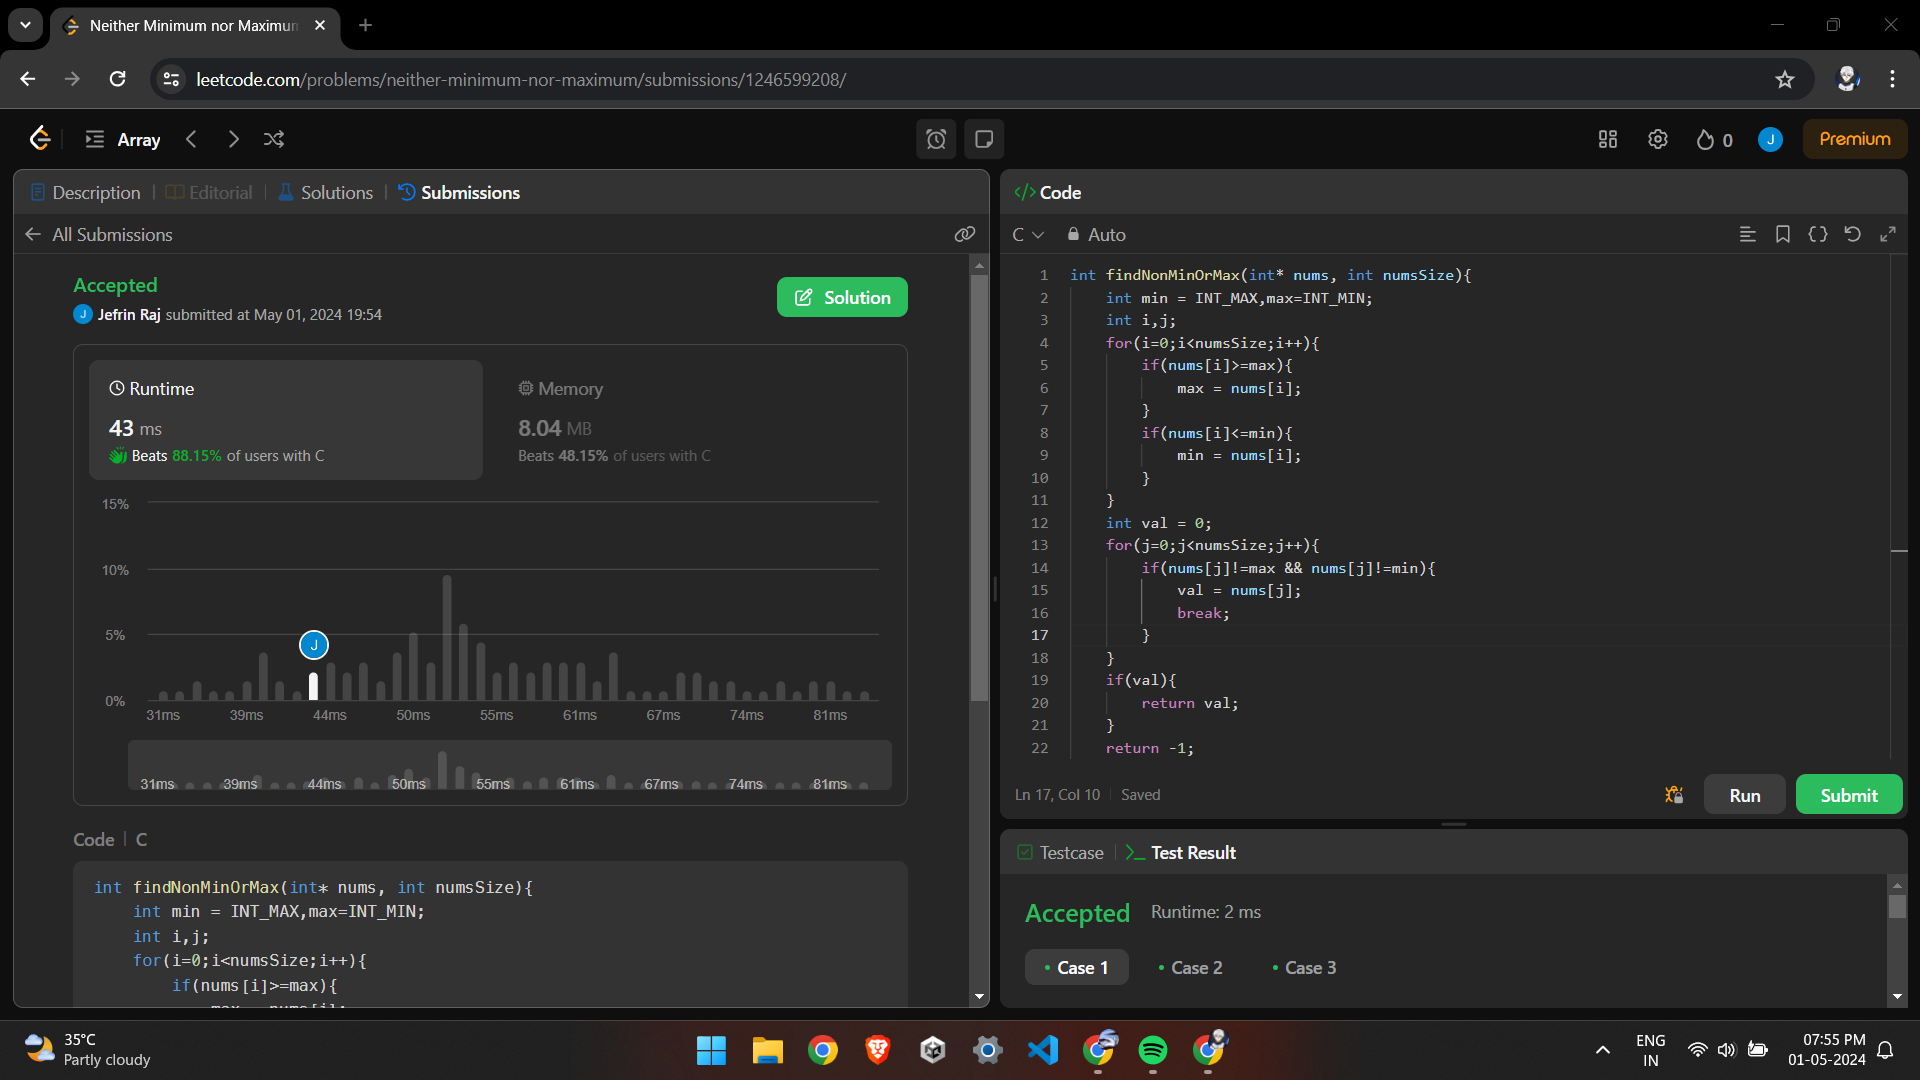 Neither Minimum nor Maximum
leetcode.com/problems/neither-minimum-nor-maximum/submissions/1246599208/
Array
0
J
Premium
Description
Editorial
Solutions
Submissions
All Submissions
Accepted
J Jefrin Raj submitted at May 01, 2024 19:54
Solution
Runtime
43 ms
Beats 88.15% of users with C
Memory
8.04 MB
Beats 48.15% of users with C
15%
10%
5%
0%
J
31ms 39ms 44ms 50ms 55ms 61ms 67ms 74ms 81ms
31ms 39ms 44ms 50ms 55ms 61ms 67ms 74ms 81ms
Code | C
int findNonMinOrMax(int* nums, int numsSize){
int min = INT_MAX,max=INT_MIN;
int i,j;
for(i=0;i<numsSize;i++){
if(nums[i]>=max){
max = nums[i];
</> Code
C
Auto
1 int findNonMinOrMax(int* nums, int numsSize){
2 int min = INT_MAX,max=INT_MIN;
3 int i,j;
4 for(i=0;i<numsSize;i++){
5 if(nums[i]>=max){
6 max = nums[i];
7 }
8 if(nums[i]<=min){
9 min = nums[i];
10 }
11 }
12 int val = 0;
13 for(j=0;j<numsSize;j++){
14 if(nums[j]!=max && nums[j]!=min){
15 val = nums[j];
16 break;
17 }
18 }
19 if(val){
20 return val;
21 }
22 return -1;
Ln 17, Col 10
Saved
Run
Submit
Testcase
Test Result
Accepted
Runtime: 2 ms
• Case 1
• Case 2
• Case 3
35°C
Partly cloudy
ENG
IN
07:55 PM
01-05-2024